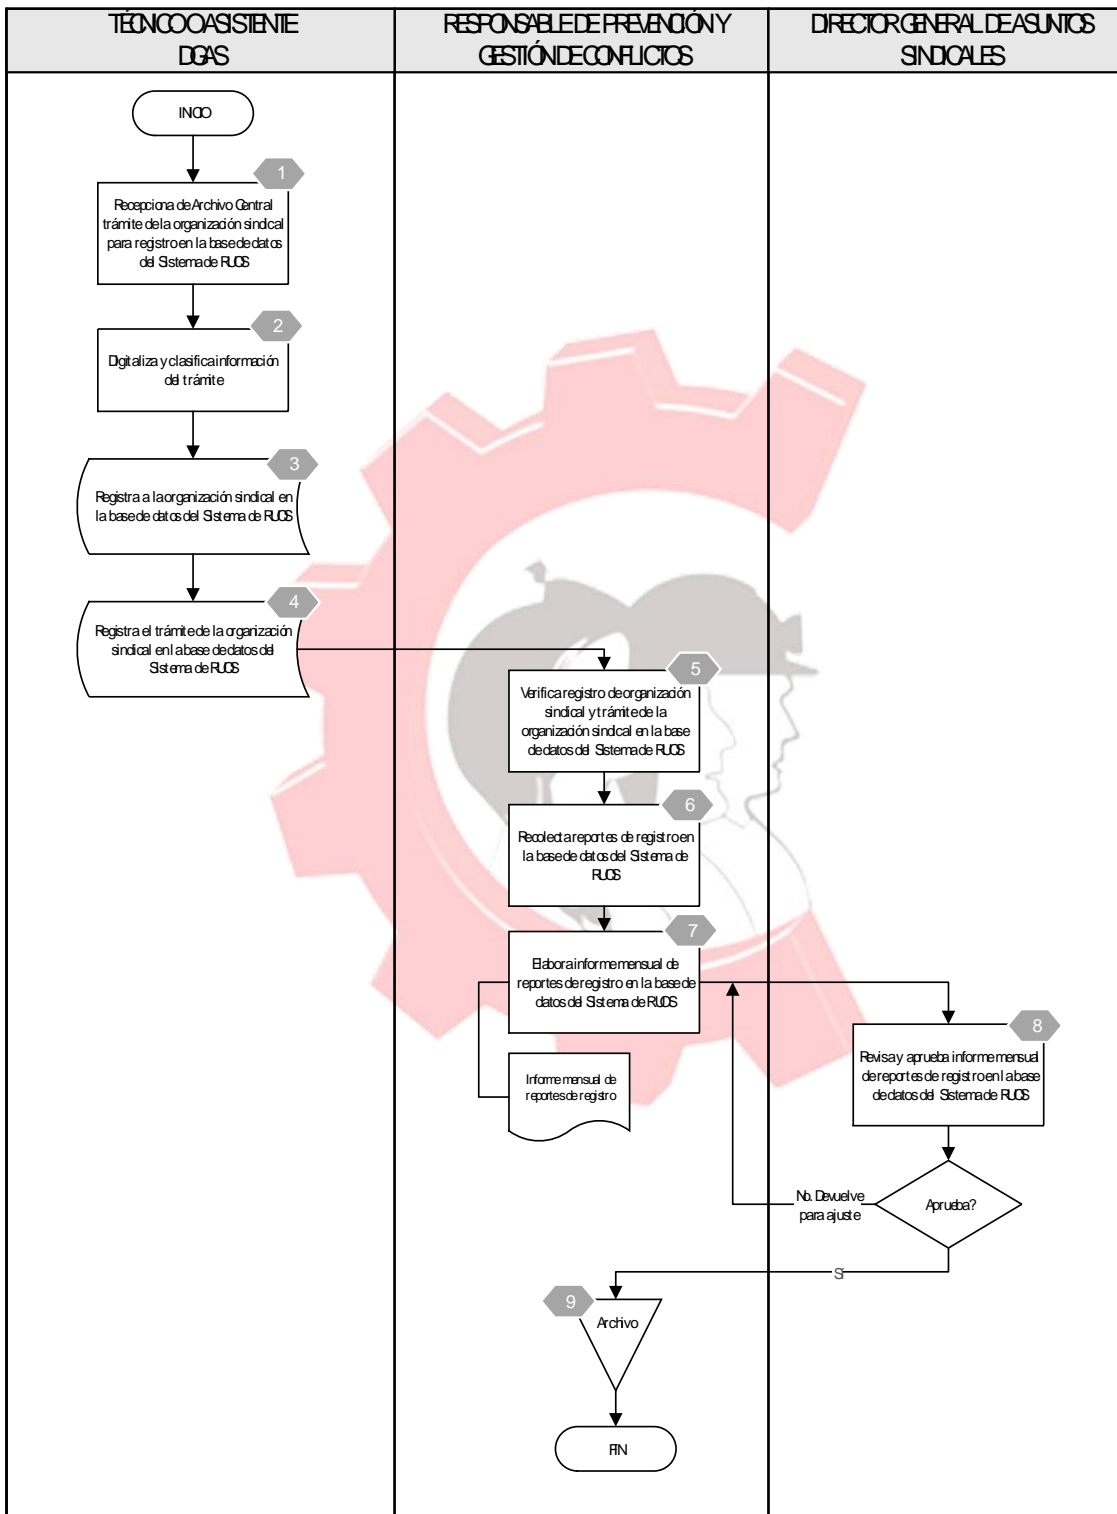 TÉCNICO O ASISTENTE
DGAS
RESPONSABLE DE PREVENCIÓN Y
GESTIÓN DE CONFLICTOS
DIRECTOR GENERAL DE ASUNTOS
SINDICALES
INICIO
1
Recepciona de Archivo Central
trámite de la organización sindical
para registro en la base de datos
del Sistema de RUOS
2
Digitaliza y clasifica información
del trámite
3
Registra a la organización sindical en
la base de datos del Sistema de RUOS
4
Registra el trámite de la organización
sindical en la base de datos del
Sistema de RUOS
5
Verifica registro de organización
sindical y trámite de la
organización sindical en la base
de datos del Sistema de RUOS
6
Recolecta reportes de registro en
la base de datos del Sistema de
RUOS
7
Elabora informe mensual de
reportes de registro en la base de
datos del Sistema de RUOS
Informe mensual de
reportes de registro
8
Revisa y aprueba informe mensual
de reportes de registro en la base
de datos del Sistema de RUOS
Aprueba?
No. Devuelve
para ajuste
Sí
9
Archivo
FIN